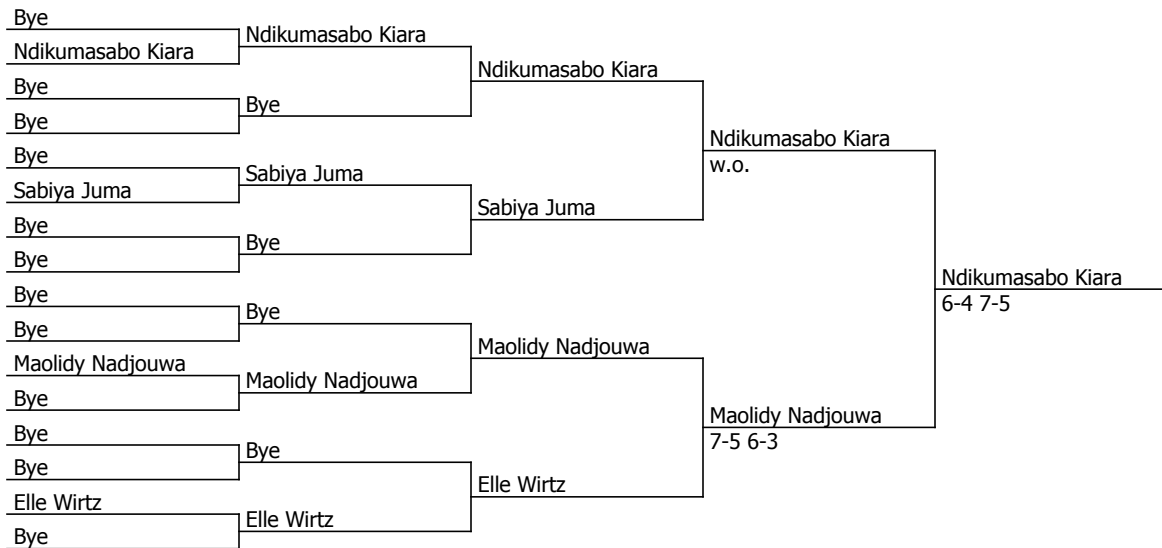 Bye
Ndikumasabo Kiara
Bye
Bye
Bye
Sabiya Juma
Bye
Bye
Bye
Bye
Maolidy Nadjouwa
Bye
Bye
Bye
Elle Wirtz
Bye
Ndikumasabo Kiara
Bye
Sabiya Juma
Bye
Bye
Maolidy Nadjouwa
Bye
Elle Wirtz
Ndikumasabo Kiara
Sabiya Juma
Maolidy Nadjouwa
Elle Wirtz
Ndikumasabo Kiara
w.o.
Maolidy Nadjouwa
7-5 6-3
Ndikumasabo Kiara
6-4 7-5